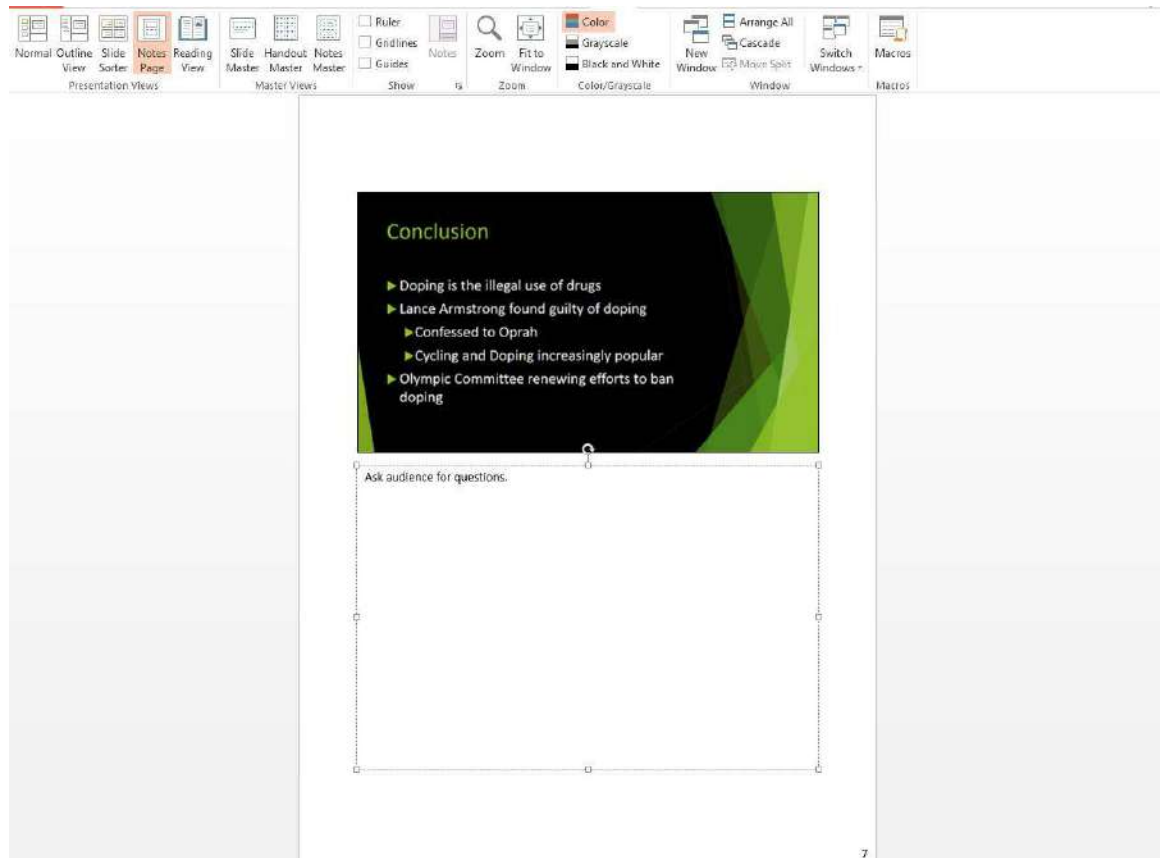 Normal Outline View Slide Sorter Notes Page Reading View
Slide Master Handout Master Notes Master
Ruler
Gridlines
Guides
Notes
Zoom Fit to Window
Color
Grayscale
Black and White
New Window
Arrange All
Cascade
Move Split
Switch Windows
Macros
Presentation Views
Master Views
Show
Zoom
Color/Grayscale
Window
Macros
Conclusion
Doping is the illegal use of drugs
Lance Armstrong found guilty of doping
Confessed to Oprah
Cycling and Doping increasingly popular
Olympic Committee renewing efforts to ban
doping
Ask audience for questions.
7